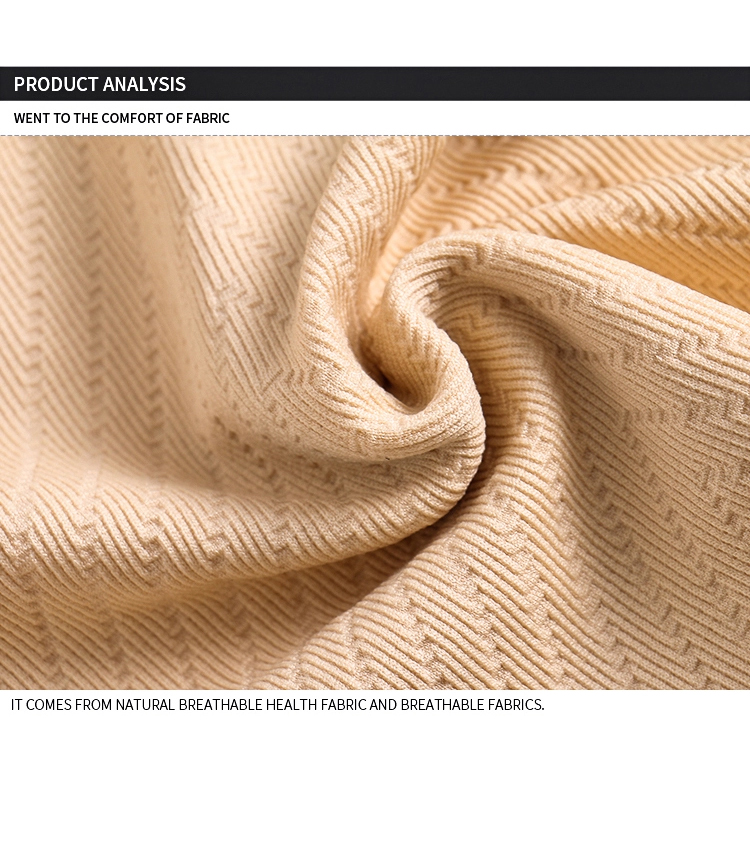 PRODUCT ANALYSIS
WENT TO THE COMFORT OF FABRIC
IT COMES FROM NATURAL BREATHABLE HEALTH FABRIC AND BREATHABLE FABRICS.